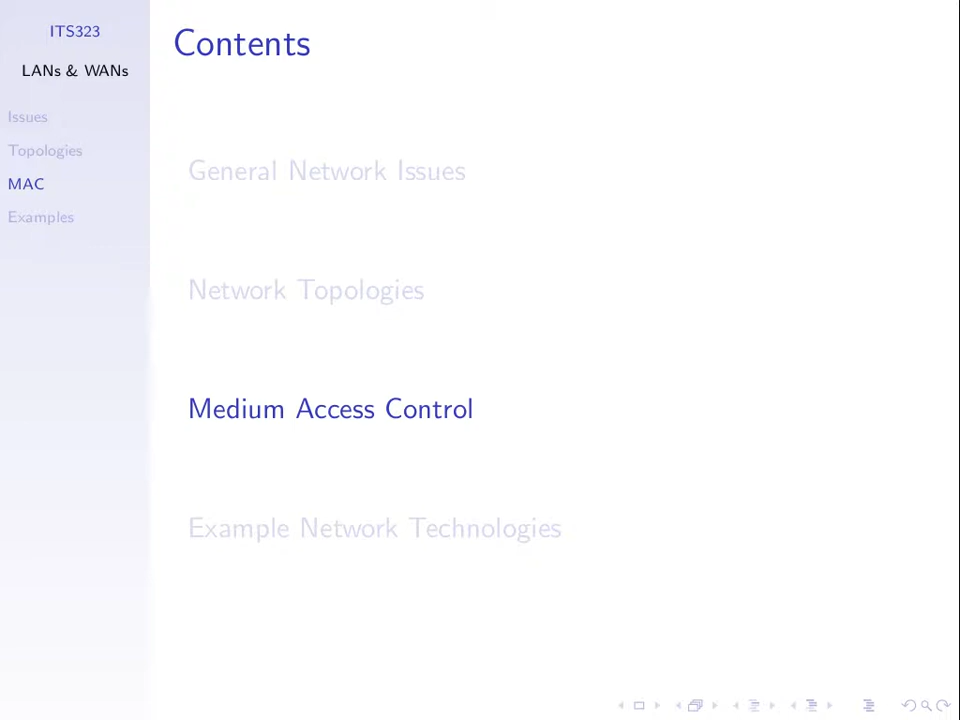 ITS323
LANs & WANs
Issues
Topologies
MAC
Examples
Contents
General Network Issues
Network Topologies
Medium Access Control
Example Network Technologies